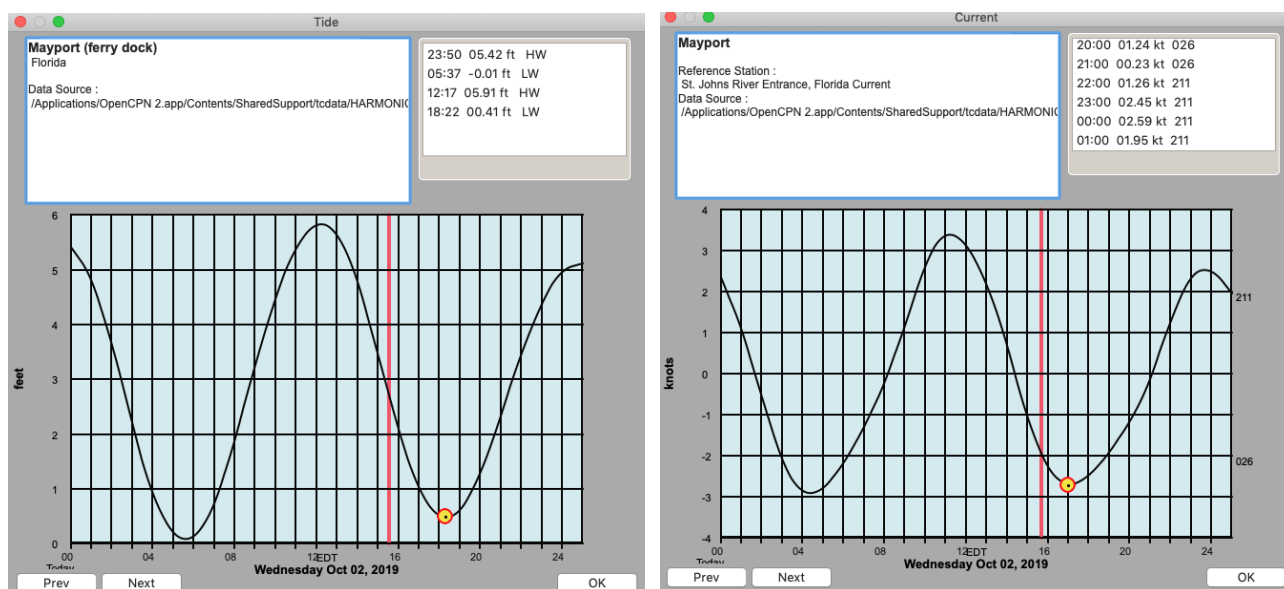 Tide
Mayport (ferry dock)
Florida
Data Source :
/Applications/OpenCPN 2.app/Contents/SharedSupport/tcdata/HARMONIC
23:50 05.42 ft HW
05:37 -0.01 ft LW
12:17 05.91 ft HW
18:22 00.41 ft LW
6
5
4
3
2
1
0
feet
00 04 08 12 EDT 16 20 24
Today
Wednesday Oct 02, 2019
Prev Next OK
Current
Mayport
Reference Station :
St. Johns River Entrance, Florida Current
Data Source :
/Applications/OpenCPN 2.app/Contents/SharedSupport/tcdata/HARMONI
20:00 01.24 kt 026
21:00 00.23 kt 026
22:00 01.26 kt 211
23:00 02.45 kt 211
00:00 02.59 kt 211
01:00 01.95 kt 211
4
3
2
1
0
-1
-2
-3
-4
knots
211
026
00 04 08 12 EDT 16 20 24
Today
Wednesday Oct 02, 2019
Prev Next OK